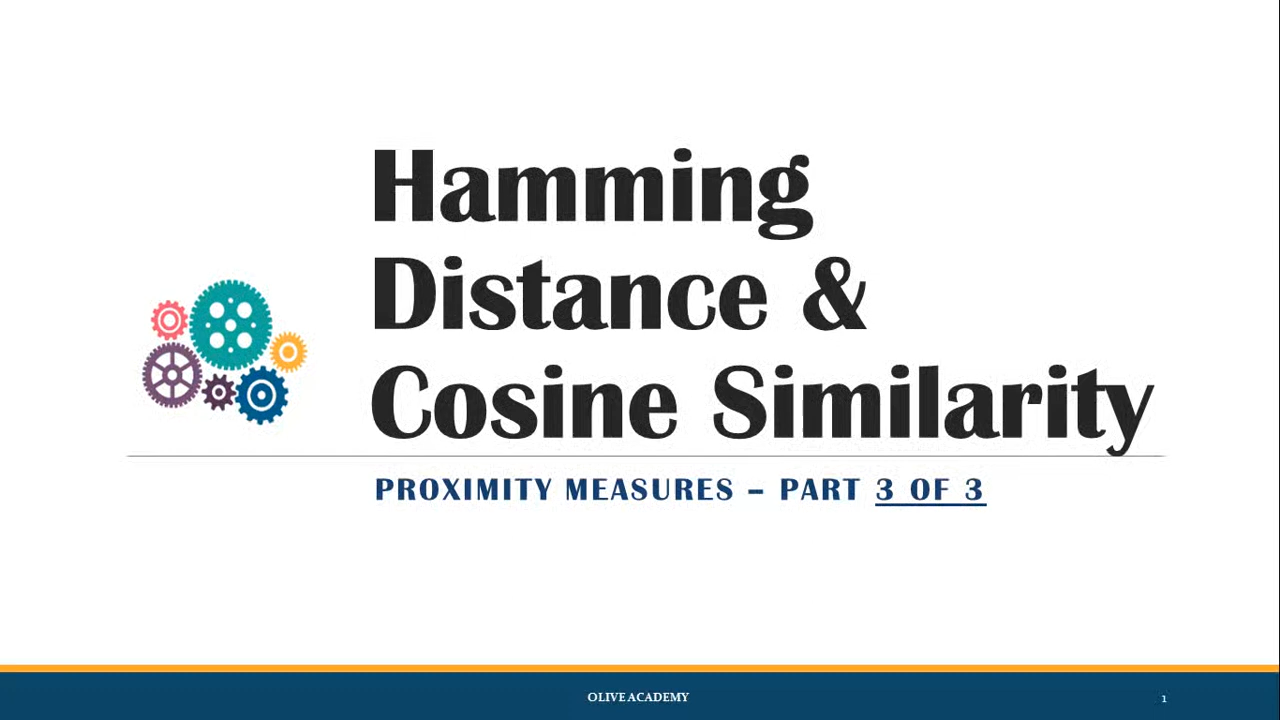 Hamming
Distance &
Cosine Similarity
PROXIMITY MEASURES – PART 3 OF 3
OLIVE ACADEMY
1